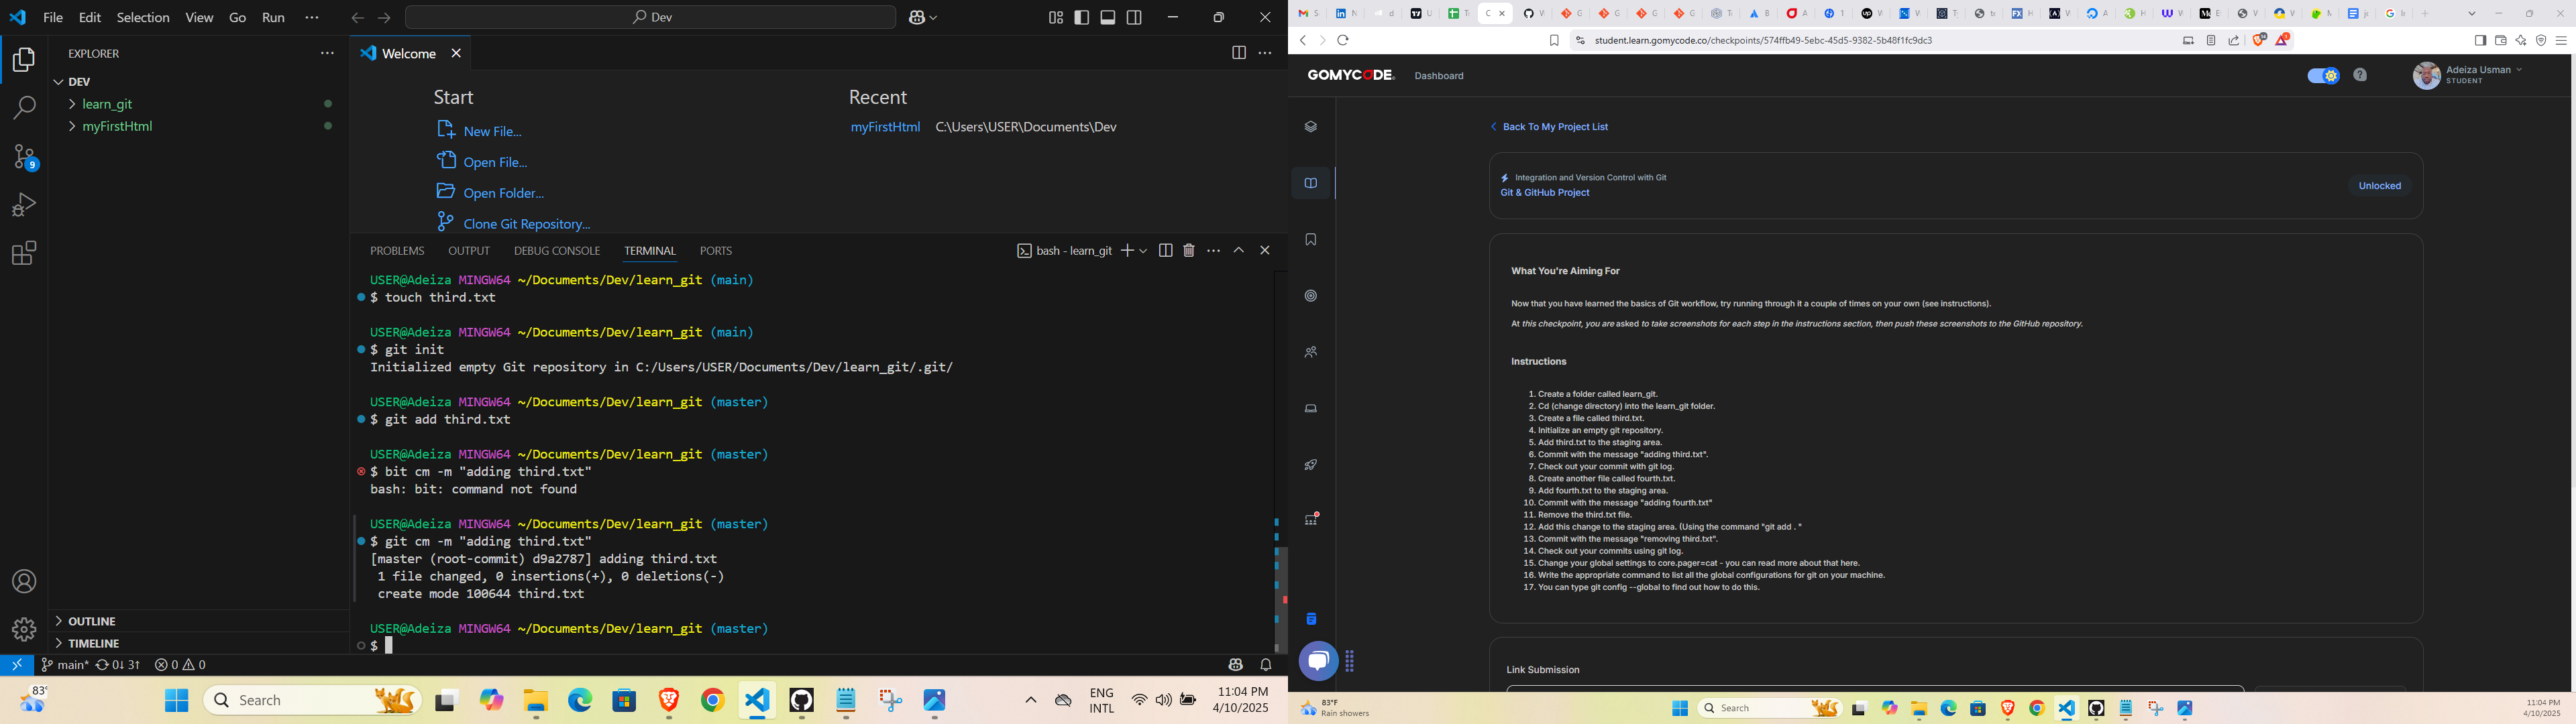 File Edit Selection View Go Run ···
Dev
EXPLORER
DEV
learn_git
myFirstHtml
9
OUTLINE
TIMELINE
Welcome
Start
New File...
Open File...
Open Folder...
Clone Git Repository...
Recent
myFirstHtml C:\Users\USER\Documents\Dev
PROBLEMS OUTPUT DEBUG CONSOLE TERMINAL PORTS
bash - learn_git
USER@Adeiza MINGW64 ~/Documents/Dev/learn_git (main)
$ touch third.txt
USER@Adeiza MINGW64 ~/Documents/Dev/learn_git (main)
$ git init
Initialized empty Git repository in C:/Users/USER/Documents/Dev/learn_git/.git/
USER@Adeiza MINGW64 ~/Documents/Dev/learn_git (master)
$ git add third.txt
USER@Adeiza MINGW64 ~/Documents/Dev/learn_git (master)
$ bit cm -m "adding third.txt"
bash: bit: command not found
USER@Adeiza MINGW64 ~/Documents/Dev/learn_git (master)
$ git cm -m "adding third.txt"
[master (root-commit) d9a2787] adding third.txt
1 file changed, 0 insertions(+), 0 deletions(-)
create mode 100644 third.txt
USER@Adeiza MINGW64 ~/Documents/Dev/learn_git (master)
$
main* 0↓ 3↑ 0 0
83°
Search
ENG
INTL
11:04 PM
4/10/2025
student.learn.gomycode.co/checkpoints/574ffb49-5ebc-45d5-9382-5b48f1fc9dc3
GOMYCODE
Dashboard
Adeiza Usman
STUDENT
Back To My Project List
Integration and Version Control with Git
Git & GitHub Project
Unlocked
What You're Aiming For
Now that you have learned the basics of Git workflow, try running through it a couple of times on your own (see instructions).
At this checkpoint, you are asked to take screenshots for each step in the instructions section, then push these screenshots to the GitHub repository.
Instructions
1. Create a folder called learn_git.
2. Cd (change directory) into the learn_git folder.
3. Create a file called third.txt.
4. Initialize an empty git repository.
5. Add third.txt to the staging area.
6. Commit with the message "adding third.txt".
7. Check out your commit with git log.
8. Create another file called fourth.txt.
9. Add fourth.txt to the staging area.
10. Commit with the message "adding fourth.txt"
11. Remove the third.txt file.
12. Add this change to the staging area. (Using the command "git add . "
13. Commit with the message "removing third.txt".
14. Check out your commits using git log.
15. Change your global settings to core.pager=cat - you can read more about that here.
16. Write the appropriate command to list all the global configurations for git on your machine.
17. You can type git config --global to find out how to do this.
Link Submission
83°F
Rain showers
Search
11:04 PM
4/10/2025